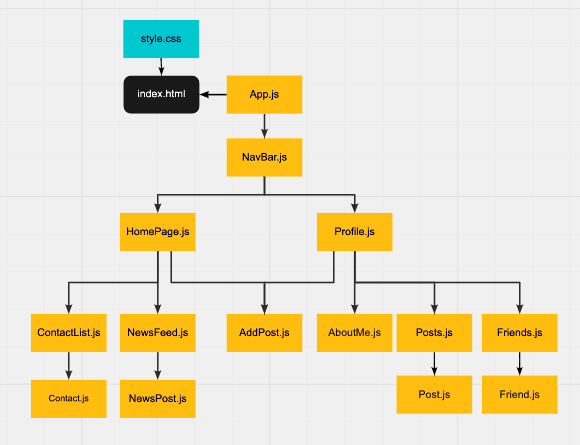 style.css
index.html
App.js
NavBar.js
HomePage.js
Profile.js
ContactList.js
NewsFeed.js
AddPost.js
AboutMe.js
Posts.js
Friends.js
Contact.js
NewsPost.js
Post.js
Friend.js